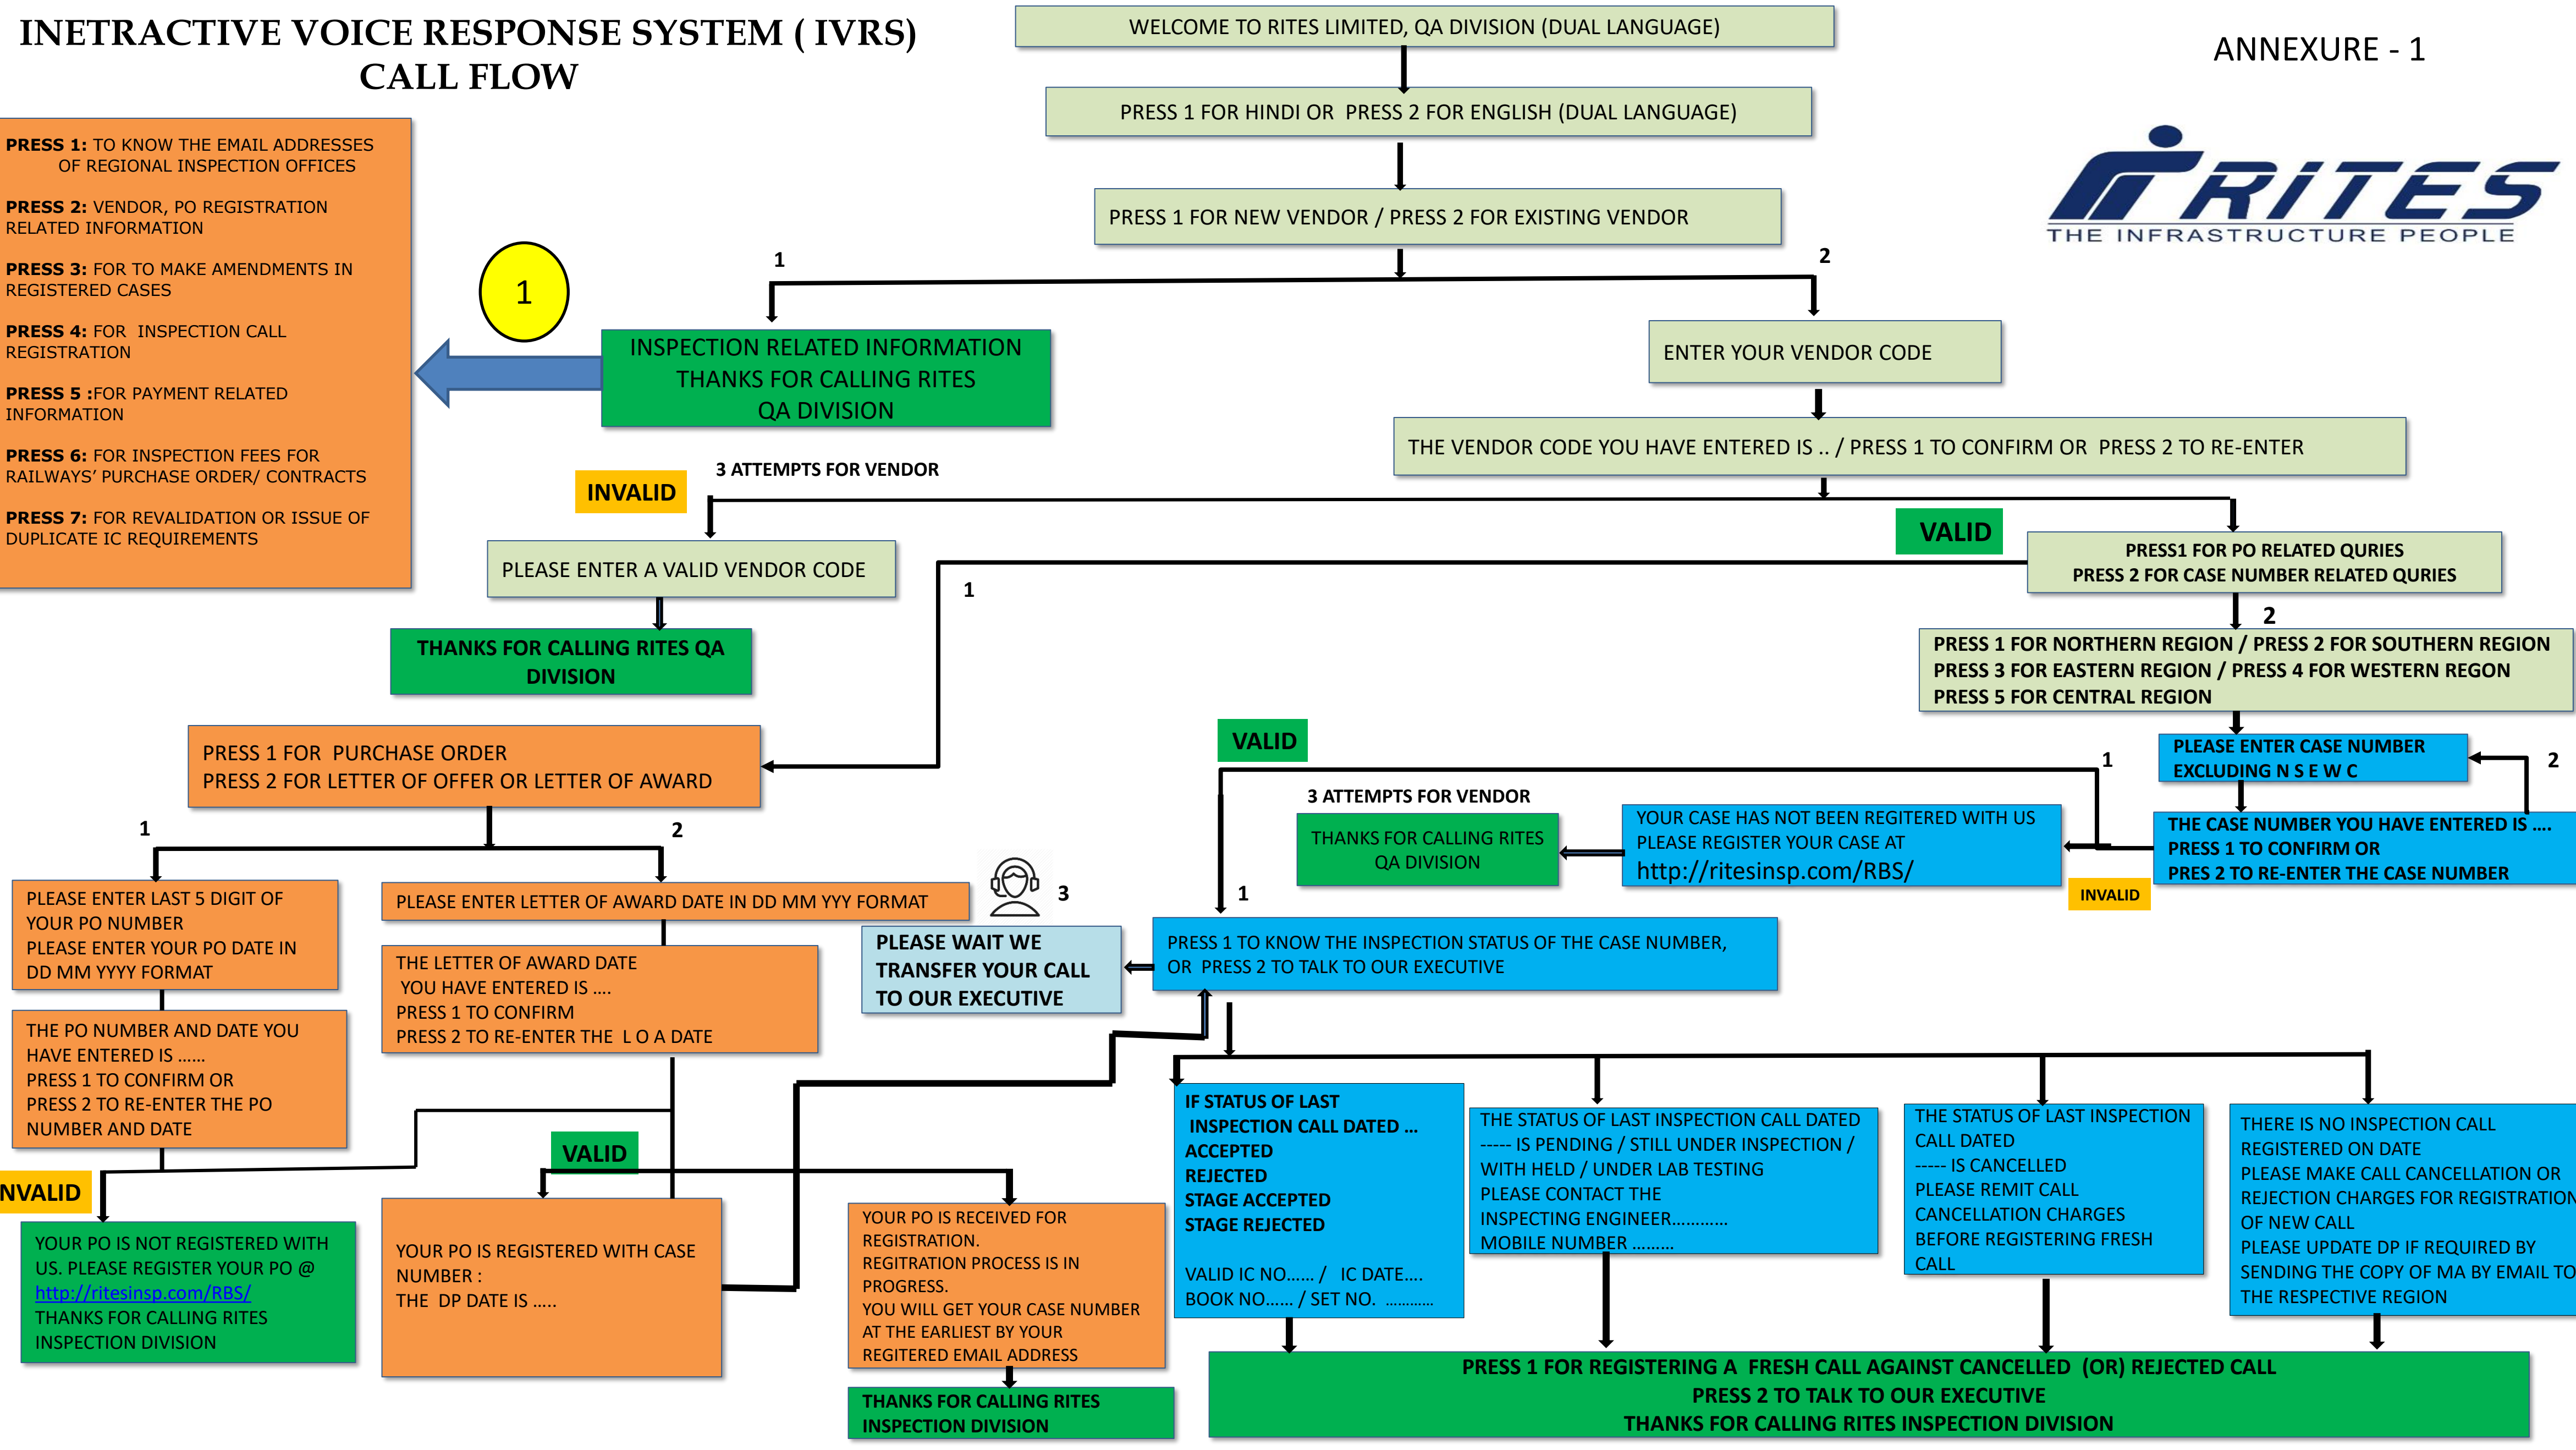 INETRACTIVE VOICE RESPONSE SYSTEM ( IVRS)
CALL FLOW
WELCOME TO RITES LIMITED, QA DIVISION (DUAL LANGUAGE)
ANNEXURE - 1
PRESS 1 FOR HINDI OR  PRESS 2 FOR ENGLISH (DUAL LANGUAGE)
RITES
THE INFRASTRUCTURE PEOPLE
PRESS 1 FOR NEW VENDOR / PRESS 2 FOR EXISTING VENDOR
1
2
PRESS 1: TO KNOW THE EMAIL ADDRESSES
OF REGIONAL INSPECTION OFFICES
PRESS 2: VENDOR, PO REGISTRATION
RELATED INFORMATION
PRESS 3: FOR TO MAKE AMENDMENTS IN
REGISTERED CASES
PRESS 4: FOR  INSPECTION CALL
REGISTRATION
PRESS 5 :FOR PAYMENT RELATED
INFORMATION
PRESS 6: FOR INSPECTION FEES FOR
RAILWAYS' PURCHASE ORDER/ CONTRACTS
PRESS 7: FOR REVALIDATION OR ISSUE OF
DUPLICATE IC REQUIREMENTS
1
INSPECTION RELATED INFORMATION
THANKS FOR CALLING RITES
QA DIVISION
ENTER YOUR VENDOR CODE
THE VENDOR CODE YOU HAVE ENTERED IS .. / PRESS 1 TO CONFIRM OR  PRESS 2 TO RE-ENTER
3 ATTEMPTS FOR VENDOR
INVALID
VALID
PLEASE ENTER A VALID VENDOR CODE
THANKS FOR CALLING RITES QA
DIVISION
PRESS1 FOR PO RELATED QURIES
PRESS 2 FOR CASE NUMBER RELATED QURIES
1
2
PRESS 1 FOR NORTHERN REGION / PRESS 2 FOR SOUTHERN REGION
PRESS 3 FOR EASTERN REGION / PRESS 4 FOR WESTERN REGON
PRESS 5 FOR CENTRAL REGION
PRESS 1 FOR  PURCHASE ORDER
PRESS 2 FOR LETTER OF OFFER OR LETTER OF AWARD
VALID
1
PLEASE ENTER CASE NUMBER
EXCLUDING N S E W C
2
3 ATTEMPTS FOR VENDOR
THANKS FOR CALLING RITES
QA DIVISION
YOUR CASE HAS NOT BEEN REGITERED WITH US
PLEASE REGISTER YOUR CASE AT
http://ritesinsp.com/RBS/
THE CASE NUMBER YOU HAVE ENTERED IS ....
PRESS 1 TO CONFIRM OR
PRES 2 TO RE-ENTER THE CASE NUMBER
INVALID
1
2
PLEASE ENTER LAST 5 DIGIT OF
YOUR PO NUMBER
PLEASE ENTER YOUR PO DATE IN
DD MM YYYY FORMAT
PLEASE ENTER LETTER OF AWARD DATE IN DD MM YYY FORMAT
3
1
THE LETTER OF AWARD DATE
YOU HAVE ENTERED IS ....
PRESS 1 TO CONFIRM
PRESS 2 TO RE-ENTER THE  L O A DATE
PLEASE WAIT WE
TRANSFER YOUR CALL
TO OUR EXECUTIVE
PRESS 1 TO KNOW THE INSPECTION STATUS OF THE CASE NUMBER,
OR  PRESS 2 TO TALK TO OUR EXECUTIVE
THE PO NUMBER AND DATE YOU
HAVE ENTERED IS ......
PRESS 1 TO CONFIRM OR
PRESS 2 TO RE-ENTER THE PO
NUMBER AND DATE
VALID
NVALID
YOUR PO IS NOT REGISTERED WITH
US. PLEASE REGISTER YOUR PO @
http://ritesinsp.com/RBS/
THANKS FOR CALLING RITES
INSPECTION DIVISION
YOUR PO IS REGISTERED WITH CASE
NUMBER :
THE  DP DATE IS .....
YOUR PO IS RECEIVED FOR
REGISTRATION.
REGITRATION PROCESS IS IN
PROGRESS.
YOU WILL GET YOUR CASE NUMBER
AT THE EARLIEST BY YOUR
REGITERED EMAIL ADDRESS
THANKS FOR CALLING RITES
INSPECTION DIVISION
IF STATUS OF LAST
INSPECTION CALL DATED ...
ACCEPTED
REJECTED
STAGE ACCEPTED
STAGE REJECTED
VALID IC NO...... /   IC DATE....
BOOK NO...... / SET NO.  ............
THE STATUS OF LAST INSPECTION CALL DATED
----- IS PENDING / STILL UNDER INSPECTION /
WITH HELD / UNDER LAB TESTING
PLEASE CONTACT THE
INSPECTING ENGINEER............
MOBILE NUMBER .........
THE STATUS OF LAST INSPECTION
CALL DATED
----- IS CANCELLED
PLEASE REMIT CALL
CANCELLATION CHARGES
BEFORE REGISTERING FRESH
CALL
THERE IS NO INSPECTION CALL
REGISTERED ON DATE
PLEASE MAKE CALL CANCELLATION OR
REJECTION CHARGES FOR REGISTRATION
OF NEW CALL
PLEASE UPDATE DP IF REQUIRED BY
SENDING THE COPY OF MA BY EMAIL TO
THE RESPECTIVE REGION
PRESS 1 FOR REGISTERING A  FRESH CALL AGAINST CANCELLED  (OR) REJECTED CALL
PRESS 2 TO TALK TO OUR EXECUTIVE
THANKS FOR CALLING RITES INSPECTION DIVISION